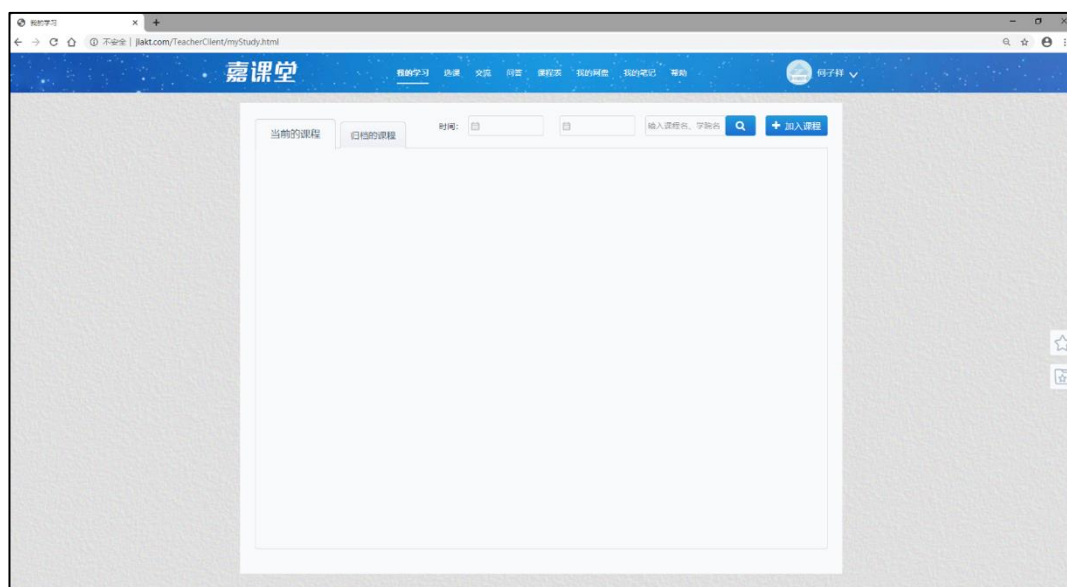 我的学习
不安全 | jiakt.com/TeacherClient/myStudy.html
嘉课堂 我的学习 选课 交流 问答 课程表 我的网盘 我的笔记 帮助 何子祥
当前的课程 归档的课程 时间: 输入课程名、学院名 加入课程